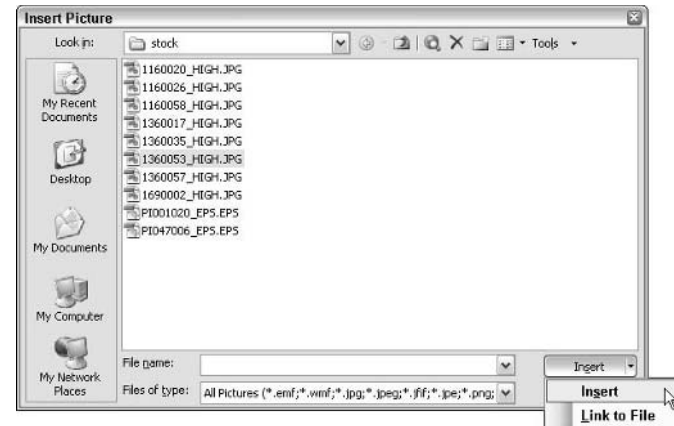 Insert Picture
Look in:
stock
Tools
My Recent
Documents
Desktop
My Documents
My Computer
My Network
Places
1160020_HIGH.JPG
1160026_HIGH.JPG
1160058_HIGH.JPG
1360017_HIGH.JPG
1360035_HIGH.JPG
1360053_HIGH.JPG
1360057_HIGH.JPG
1690002_HIGH.JPG
PI001020_EPS.EPS
PI047006_EPS.EPS
File name:
Insert
Files of type:
All Pictures (*.emf;*.wmf;*.jpg;*.jpeg;*.jfif;*.jpe;*.png;
Insert
Link to File